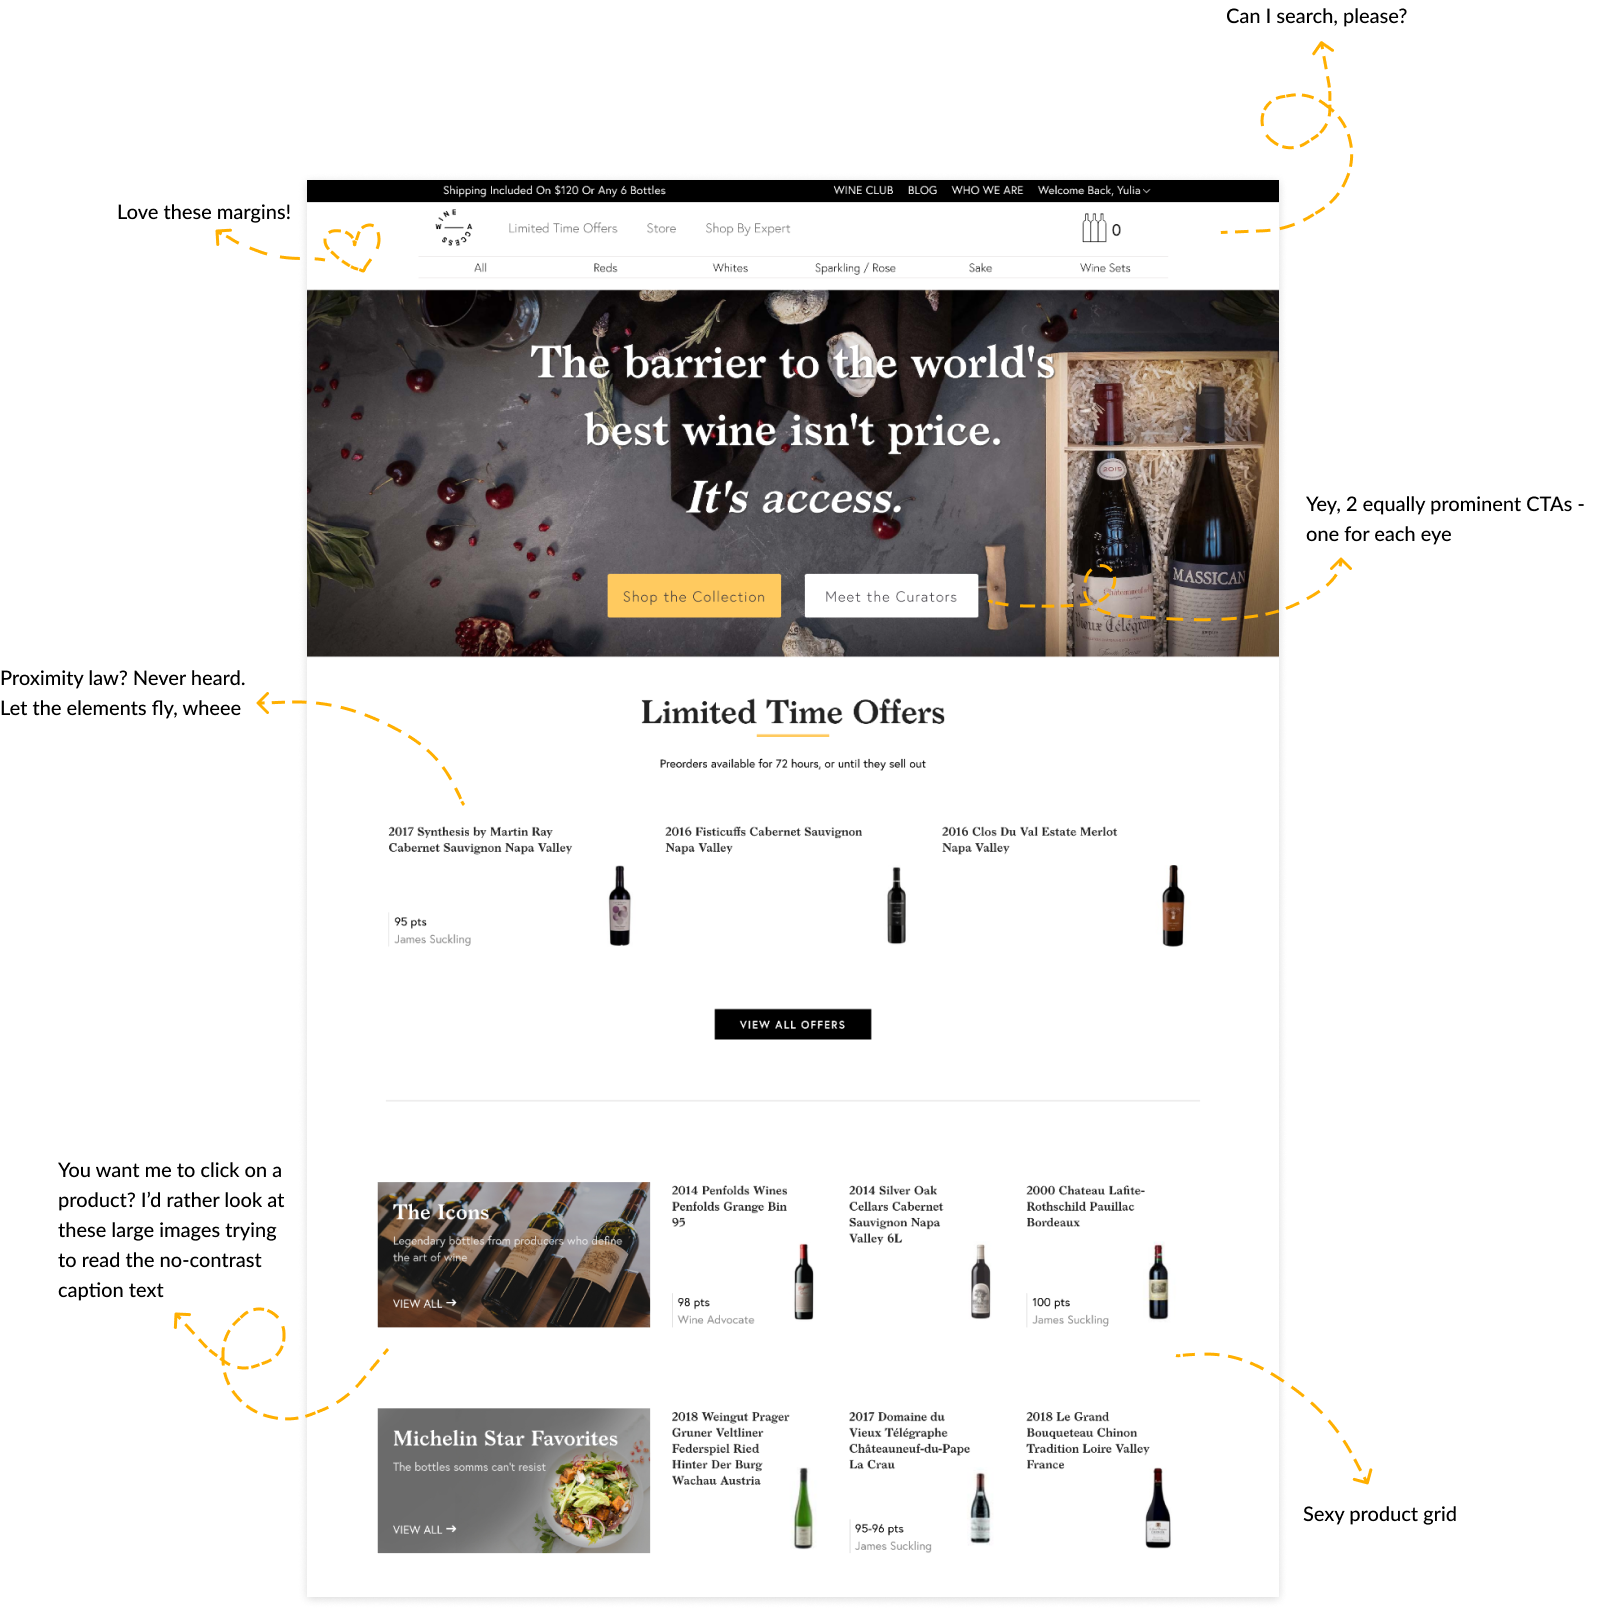 Can I search, please?
Love these margins!
Shipping Included On $120 Or Any 6 Bottles
WINE CLUB BLOG WHO WE ARE Welcome Back, Yulia
WINE ACCESS
Limited Time Offers Store Shop By Expert
0
All Reds Whites Sparkling / Rose Sake Wine Sets
The barrier to the world's
best wine isn't price.
It's access.
2015
MASSICAN
Vieux Télégraphe
Shop the Collection
Meet the Curators
Yey, 2 equally prominent CTAs -
one for each eye
Proximity law? Never heard.
Let the elements fly, wheee
Limited Time Offers
Preorders available for 72 hours, or until they sell out
2017 Synthesis by Martin Ray
Cabernet Sauvignon Napa Valley
95 pts
James Suckling
2016 Fisticuffs Cabernet Sauvignon
Napa Valley
2016 Clos Du Val Estate Merlot
Napa Valley
VIEW ALL OFFERS
You want me to click on a
product? I'd rather look at
these large images trying
to read the no-contrast
caption text
The Icons
Legendary bottles from producers who define
the art of wine
VIEW ALL →
2014 Penfolds Wines
Penfolds Grange Bin
95
98 pts
Wine Advocate
2014 Silver Oak
Cellars Cabernet
Sauvignon Napa
Valley 6L
2000 Chateau Lafite-
Rothschild Pauillac
Bordeaux
100 pts
James Suckling
Michelin Star Favorites
The bottles somms can't resist
VIEW ALL →
2018 Weingut Prager
Gruner Veltliner
Federspiel Ried
Hinter Der Burg
Wachau Austria
2017 Domaine du
Vieux Télégraphe
Châteauneuf-du-Pape
La Crau
95-96 pts
James Suckling
2018 Le Grand
Bouqueteau Chinon
Tradition Loire Valley
France
Sexy product grid